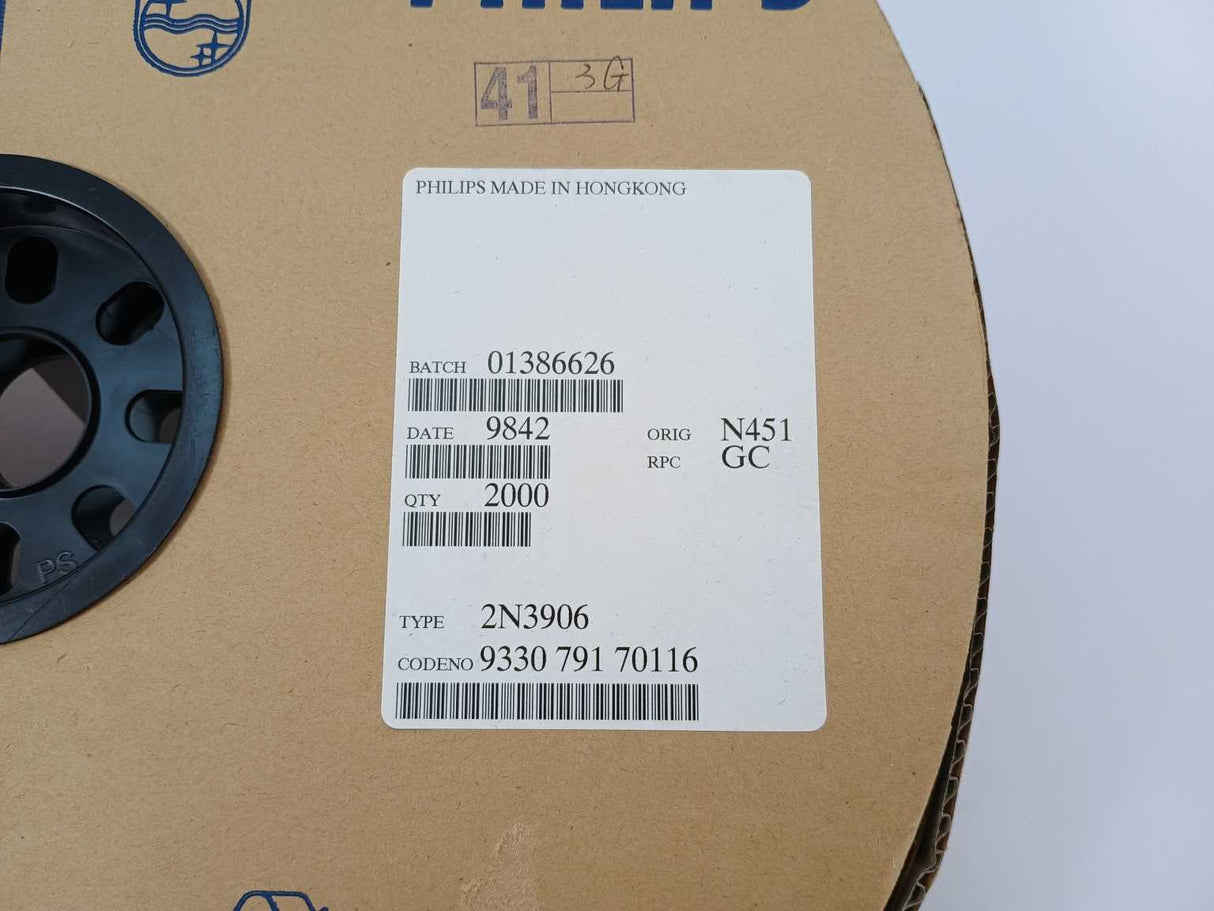 PHILIPS
41 3G
PHILIPS MADE IN HONGKONG
BATCH 01386626
DATE 9842 ORIG N451
RPC GC
QTY 2000
TYPE 2N3906
CODENO 9330 791 70116
PS